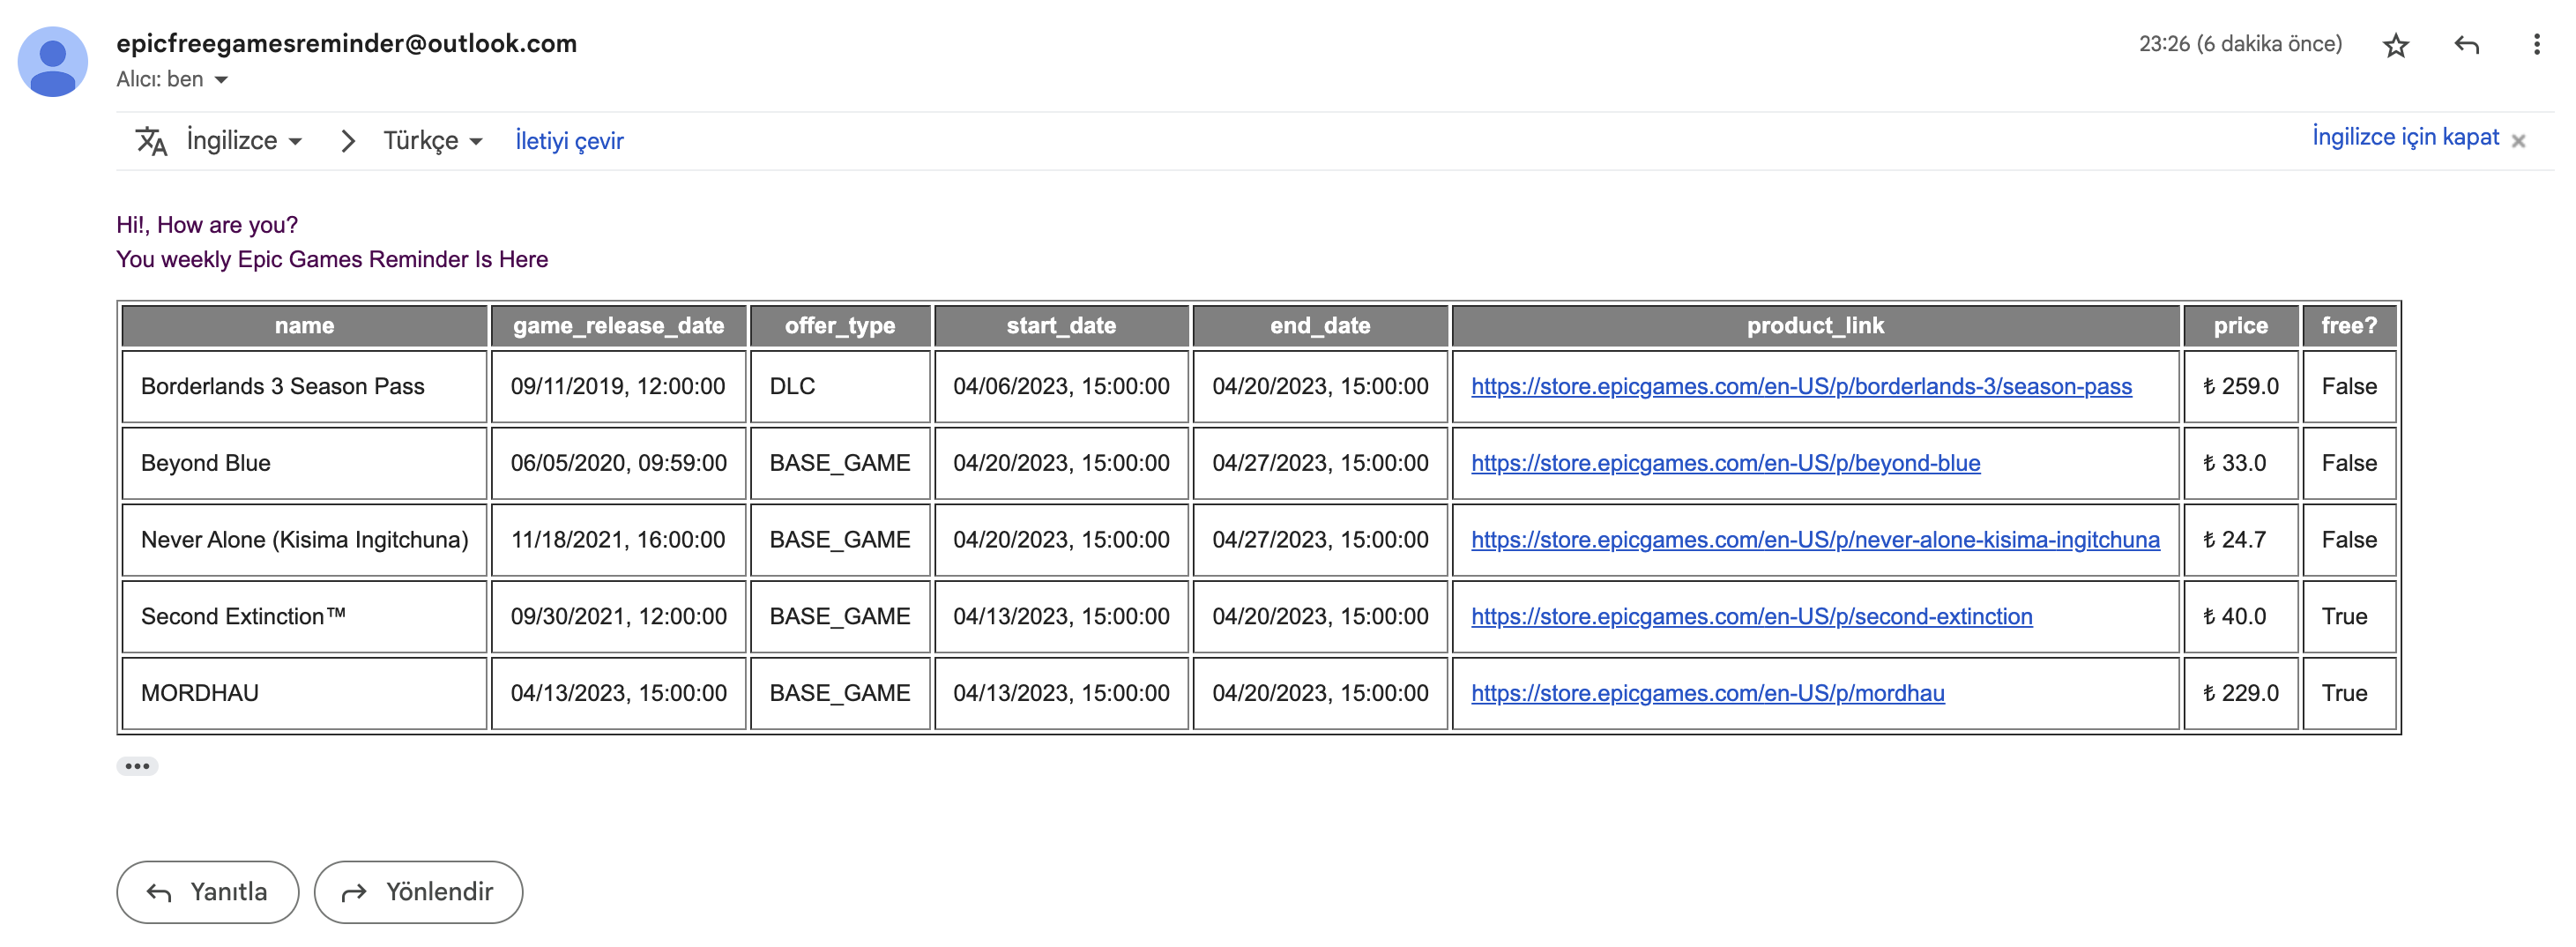 epicfreegamesreminder@outlook.com
23:26 (6 dakika önce)
Alıcı: ben
İngilizce > Türkçe İletiyi çevir
İngilizce için kapat ×
Hi!, How are you?
You weekly Epic Games Reminder Is Here
name game_release_date offer_type start_date end_date product_link price free?
Borderlands 3 Season Pass 09/11/2019, 12:00:00 DLC 04/06/2023, 15:00:00 04/20/2023, 15:00:00 https://store.epicgames.com/en-US/p/borderlands-3/season-pass ₺ 259.0 False
Beyond Blue 06/05/2020, 09:59:00 BASE_GAME 04/20/2023, 15:00:00 04/27/2023, 15:00:00 https://store.epicgames.com/en-US/p/beyond-blue ₺ 33.0 False
Never Alone (Kisima Ingitchuna) 11/18/2021, 16:00:00 BASE_GAME 04/20/2023, 15:00:00 04/27/2023, 15:00:00 https://store.epicgames.com/en-US/p/never-alone-kisima-ingitchuna ₺ 24.7 False
Second Extinction™ 09/30/2021, 12:00:00 BASE_GAME 04/13/2023, 15:00:00 04/20/2023, 15:00:00 https://store.epicgames.com/en-US/p/second-extinction ₺ 40.0 True
MORDHAU 04/13/2023, 15:00:00 BASE_GAME 04/13/2023, 15:00:00 04/20/2023, 15:00:00 https://store.epicgames.com/en-US/p/mordhau ₺ 229.0 True
Yanıtla Yönlendir